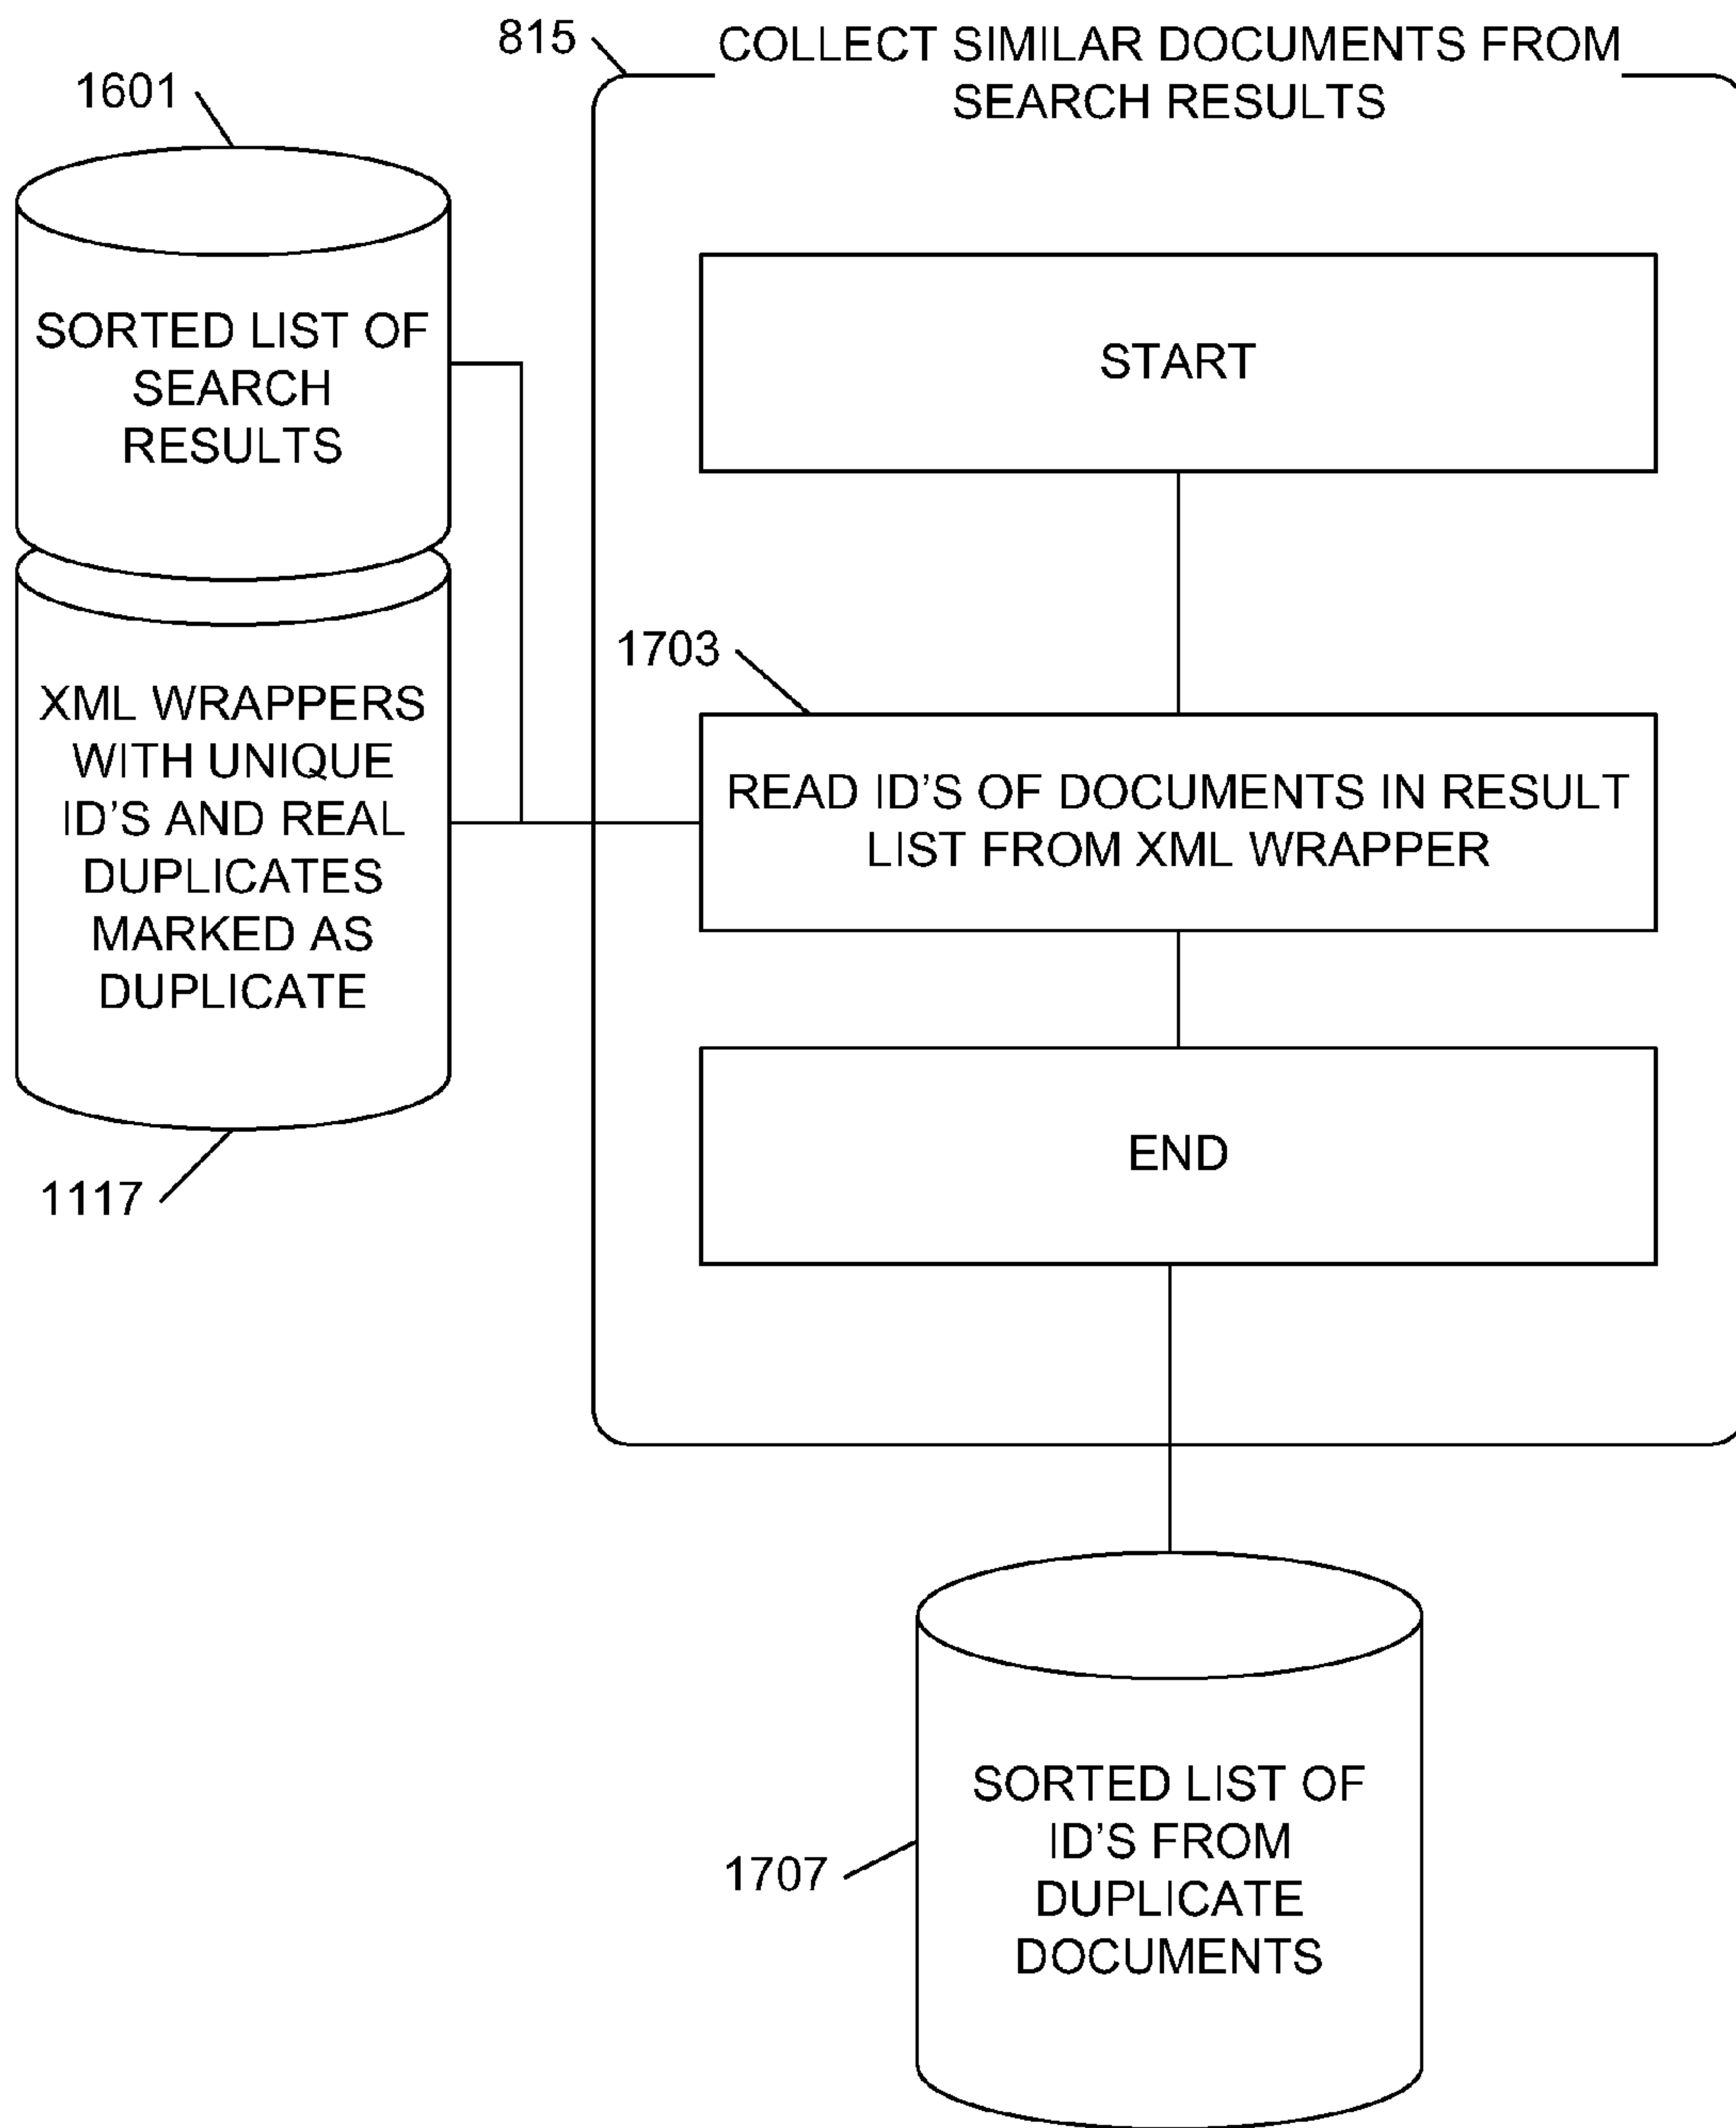 815
COLLECT SIMILAR DOCUMENTS FROM
SEARCH RESULTS
1601
SORTED LIST OF
SEARCH
RESULTS
START
XML WRAPPERS
WITH UNIQUE
ID'S AND REAL
DUPLICATES
MARKED AS
DUPLICATE
1117
1703
READ ID'S OF DOCUMENTS IN RESULT
LIST FROM XML WRAPPER
END
1707
SORTED LIST OF
ID'S FROM
DUPLICATE
DOCUMENTS